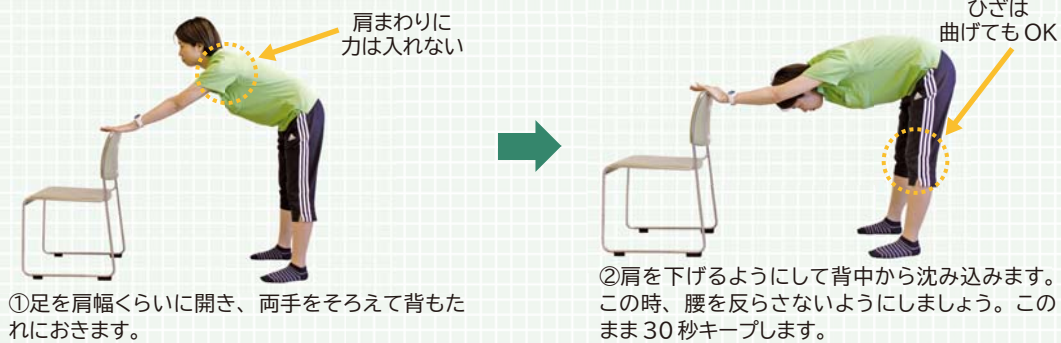 肩まわりに
力は入れない
ひざは
曲げてもOK
①足を肩幅くらいに開き、両手をそろえて背もた
れにおきます。
②肩を下げるようにして背中から沈み込みます。
この時、腰を反らさないようにしましょう。この
まま30秒キープします。